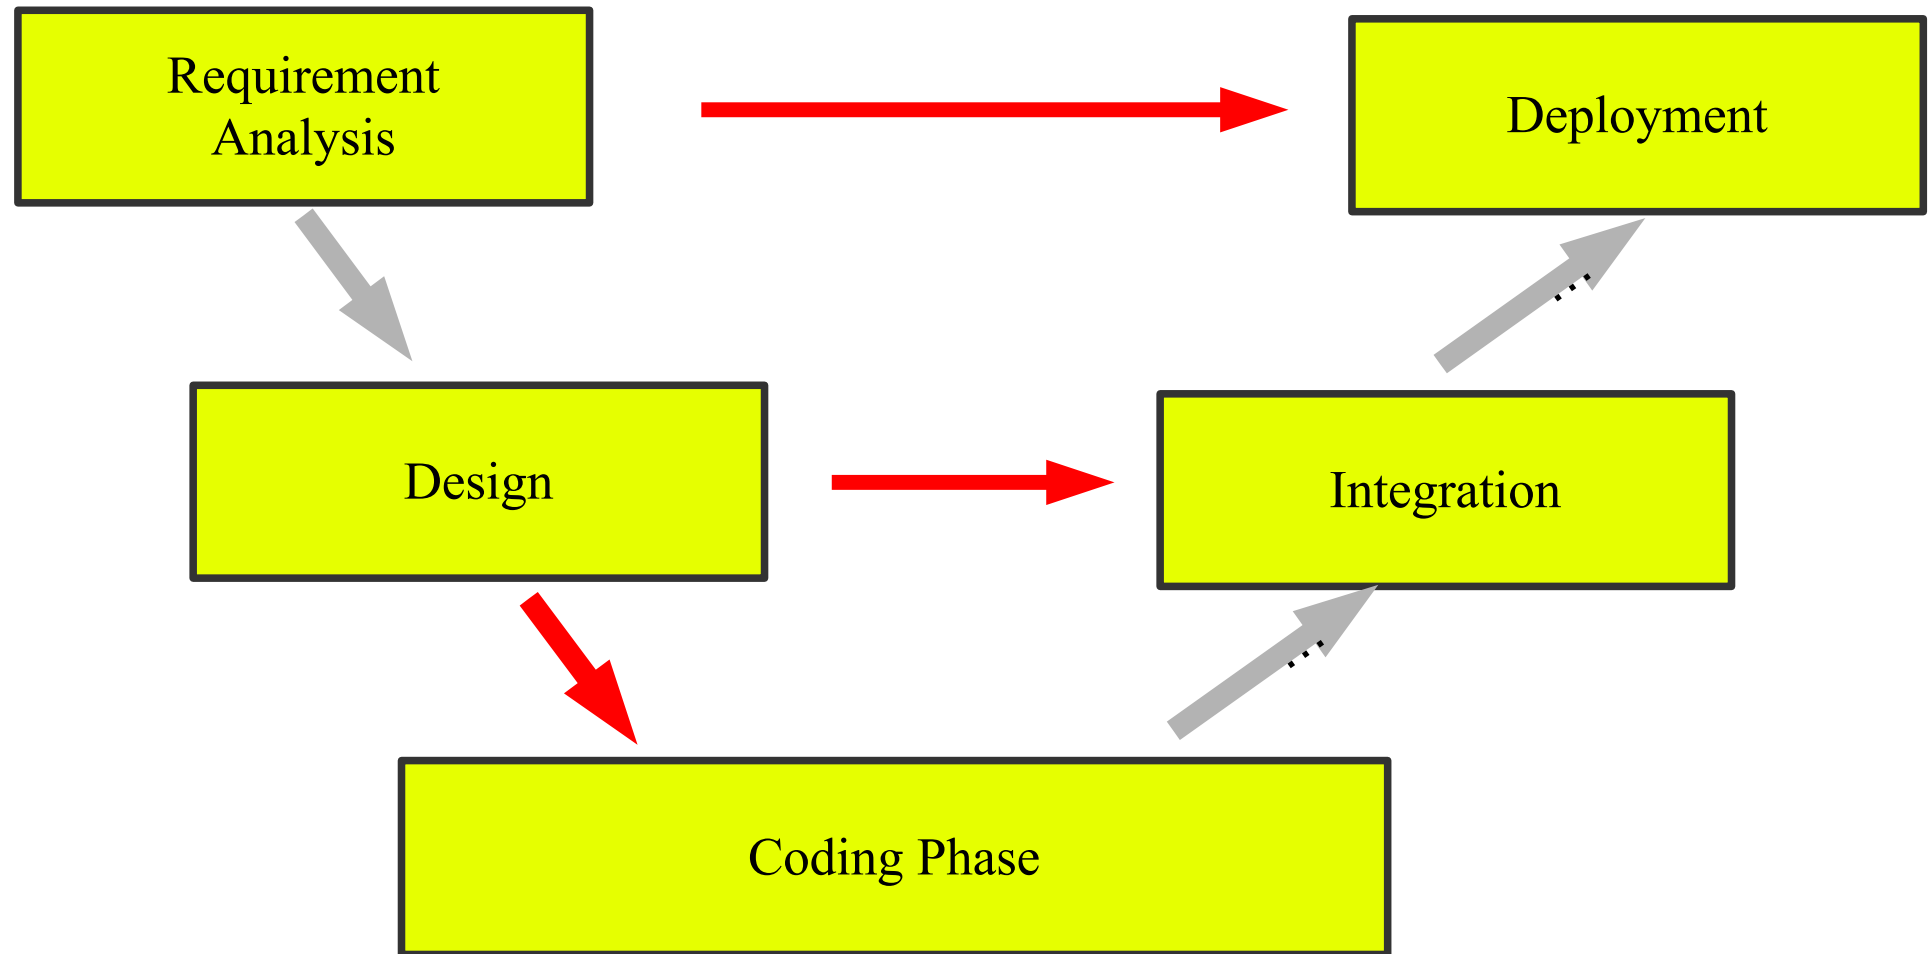 Requirement
Analysis
Deployment
Design
Integration
Coding Phase